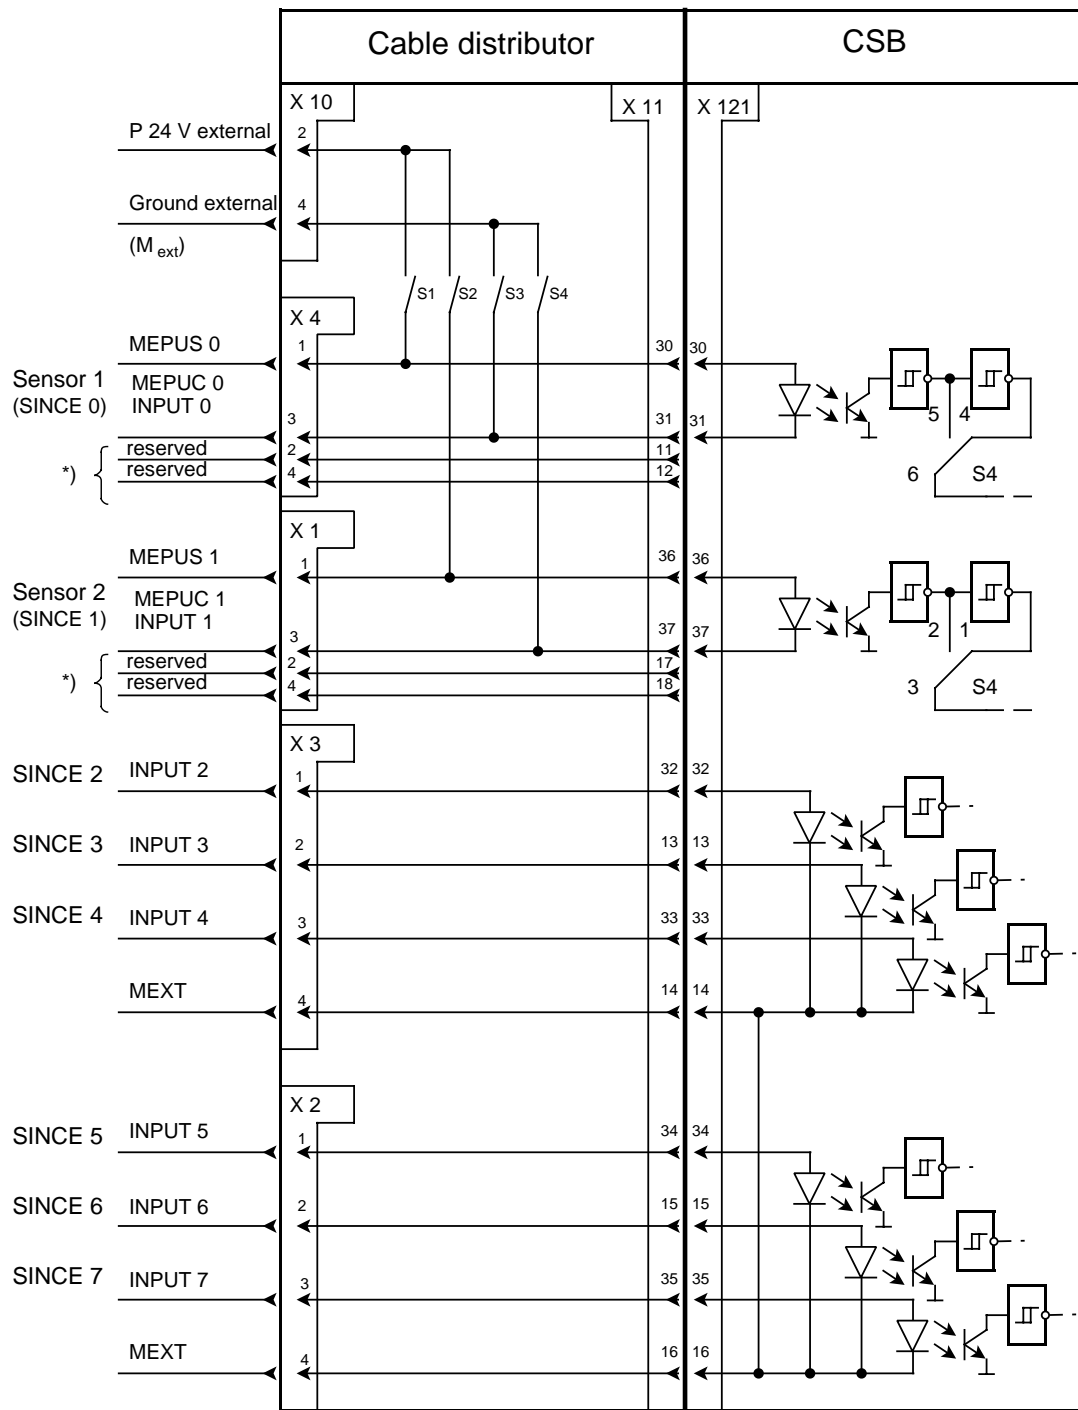 Cable distributor CSB
X 10 X 11 X 121
P 24 V external 2
Ground external 4
(M ext)
S1 S2 S3 S4
X 4
MEPUS 0 1 30 30
Sensor 1
(SINCE 0)
MEPUC 0
INPUT 0
5 4
3 31 31
reserved 2 11
reserved 4 12
*)
6 S4
X 1
MEPUS 1 1 36 36
Sensor 2
(SINCE 1)
MEPUC 1
INPUT 1
2 1
3 37 37
reserved 2 17
reserved 4 18
*)
3 S4
X 3
SINCE 2 INPUT 2 1 32 32
SINCE 3 INPUT 3 2 13 13
SINCE 4 INPUT 4 3 33 33
MEXT 4 14 14
X 2
SINCE 5 INPUT 5 1 34 34
SINCE 6 INPUT 6 2 15 15
SINCE 7 INPUT 7 3 35 35
MEXT 4 16 16